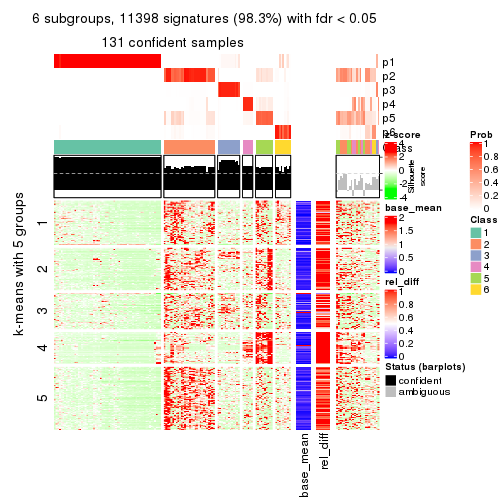 6 subgroups, 11398 signatures (98.3%) with fdr < 0.05
131 confident samples
p1
p2
p3
p4
p5
p6
Class
Silhouette
score
k-means with 5 groups
1
2
3
4
5
base_mean
rel_diff
z-score
4
2
0
-2
-4
base_mean
2
1.5
1
0.5
0
rel_diff
1
0.8
0.6
0.4
0.2
0
Status (barplots)
confident
ambiguous
Prob
1
0.8
0.6
0.4
0.2
0
Class
1
2
3
4
5
6